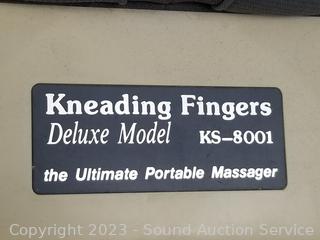 Kneading Fingers
Deluxe Model KS–8001
the Ultimate Portable Massager
Copyright 2023 - Sound Auction Service